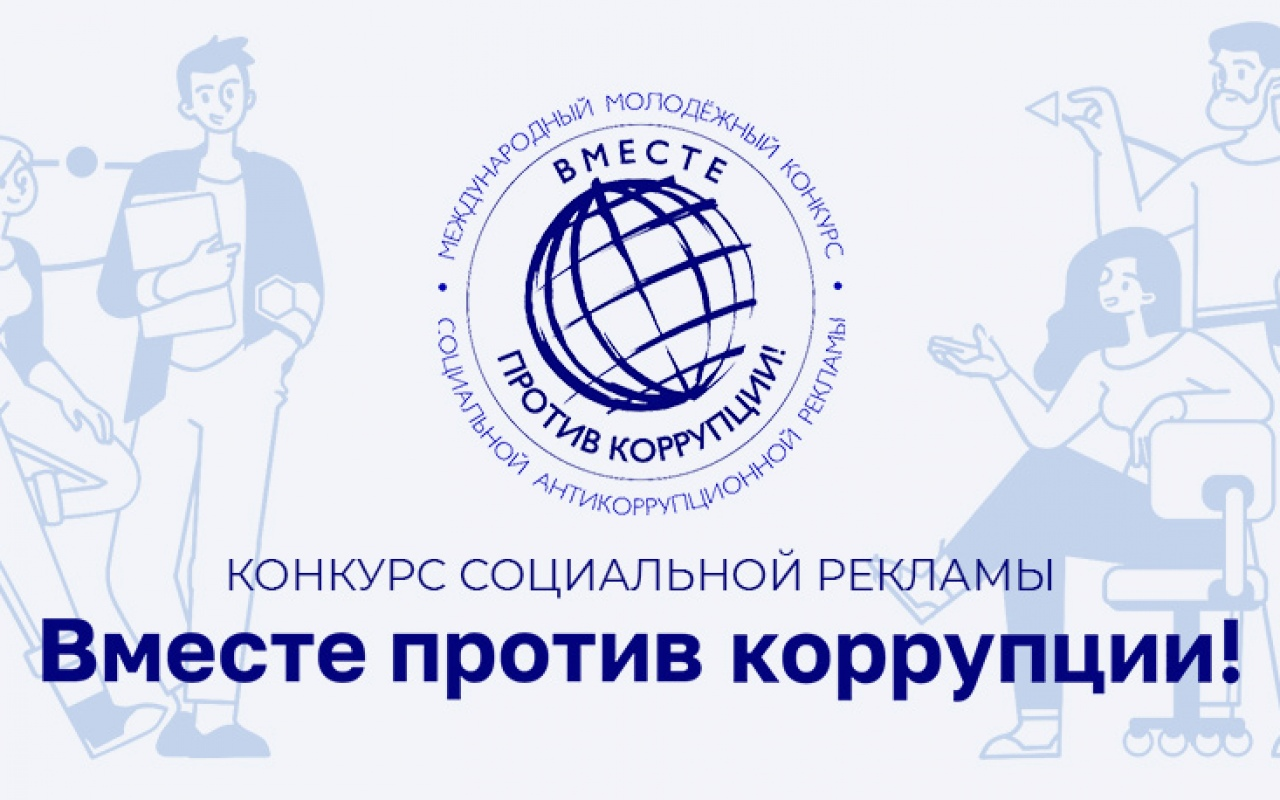 МЕЖДУНАРОДНЫЙ МОЛОДЁЖНЫЙ КОНКУРС
ВМЕСТЕ
ПРОТИВ КОРРУПЦИИ!
СОЦИАЛЬНОЙ АНТИКОРРУПЦИОННОЙ РЕКЛАМЫ
КОНКУРС СОЦИАЛЬНОЙ РЕКЛАМЫ
Вместе против коррупции!